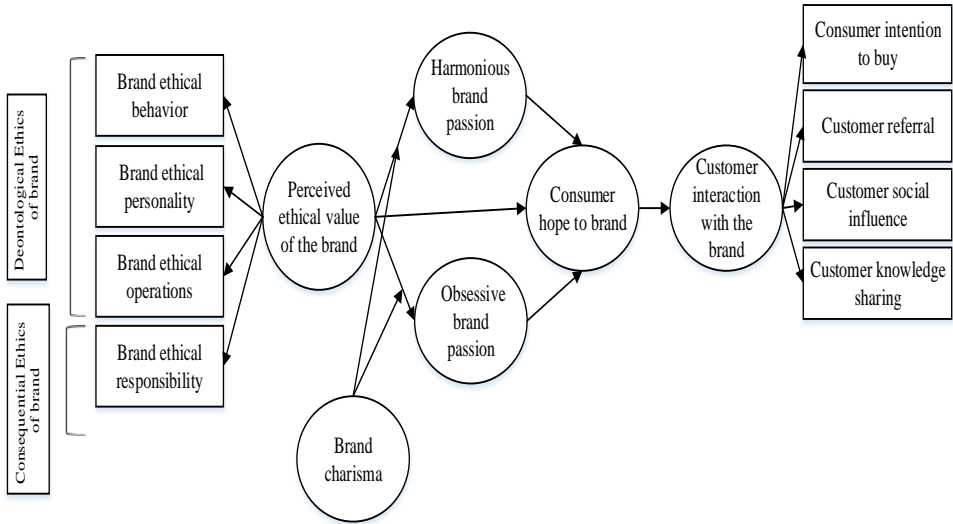 Deontological Ethics
of brand
Consequential Ethics
of brand
Brand ethical
behavior
Brand ethical
personality
Brand ethical
operations
Brand ethical
responsibility
Perceived
ethical value
of the brand
Harmonious
brand
passion
Obsessive
brand
passion
Brand
charisma
Consumer
hope to brand
Customer
interaction
with the
brand
Consumer intention
to buy
Customer referral
Customer social
influence
Customer knowledge
sharing